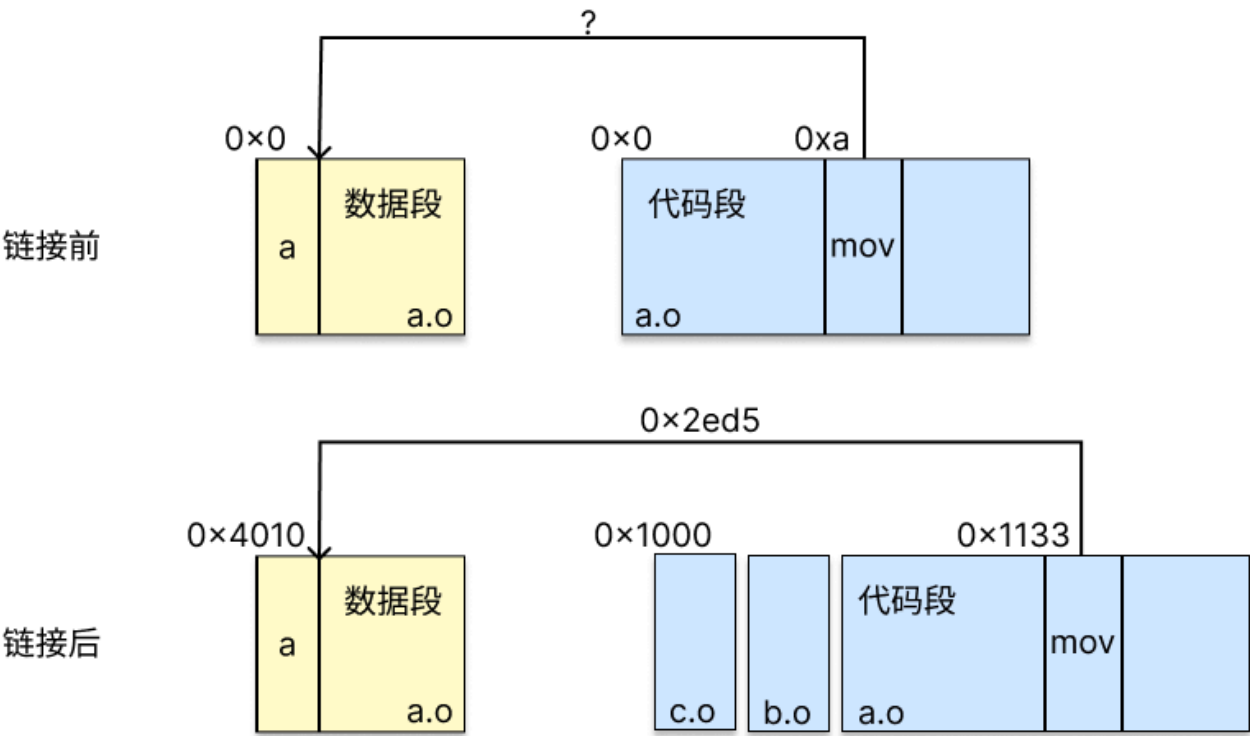 ?
0×0
0×0
0xa
链接前
a
数据段
a.o
代码段
a.o
mov
0×2ed5
0×4010
0×1000
0×1133
链接后
a
数据段
a.o
c.o
b.o
代码段
a.o
mov